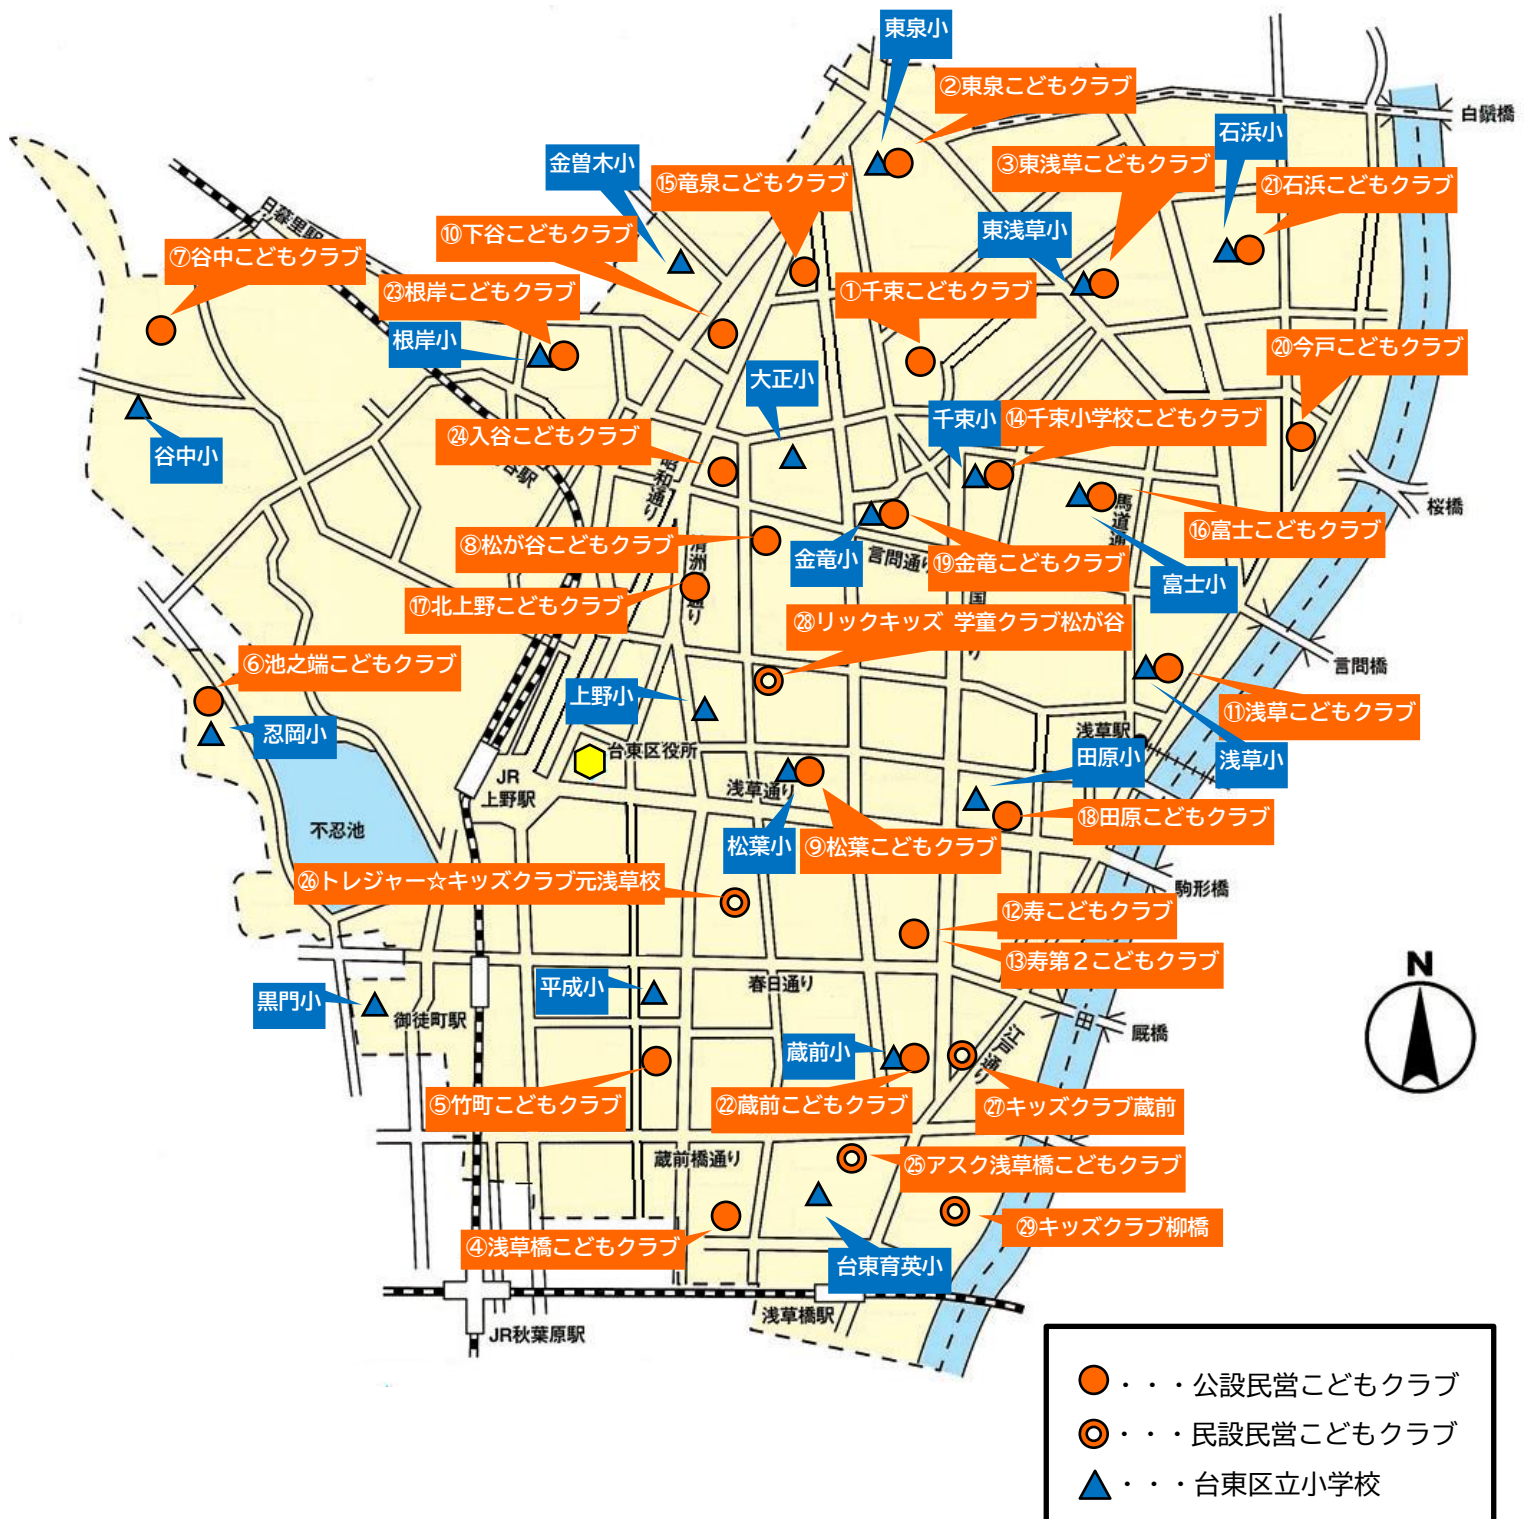 東泉小
②東泉こどもクラブ
白鬚橋
石浜小
金曽木小
③東浅草こどもクラブ
⑮竜泉こどもクラブ
㉑石浜こどもクラブ
日暮里駅
⑩下谷こどもクラブ
東浅草小
⑦谷中こどもクラブ
㉓根岸こどもクラブ
①千束こどもクラブ
根岸小
⑳今戸こどもクラブ
大正小
千束小
⑭千束小学校こどもクラブ
㉔入谷こどもクラブ
谷中小
昭和通り
桜橋
馬道通
⑯富士こどもクラブ
⑧松が谷こどもクラブ
金竜小
言問通り
⑲金竜こどもクラブ
富士小
⑰北上野こどもクラブ
㉘リックキッズ 学童クラブ松が谷
⑥池之端こどもクラブ
言問橋
上野小
⑪浅草こどもクラブ
忍岡小
浅草駅
台東区役所
田原小
浅草小
JR
上野駅
浅草通り
⑱田原こどもクラブ
不忍池
松葉小
⑨松葉こどもクラブ
㉖トレジャー☆キッズクラブ元浅草校
駒形橋
⑫寿こどもクラブ
⑬寿第2こどもクラブ
N
春日通り
平成小
黒門小
御徒町駅
厩橋
江戸通り
蔵前小
⑤竹町こどもクラブ
㉒蔵前こどもクラブ
㉗キッズクラブ蔵前
蔵前橋通り
㉕アスク浅草橋こどもクラブ
㉙キッズクラブ柳橋
④浅草橋こどもクラブ
台東育英小
浅草橋駅
JR秋葉原駅
・・・公設民営こどもクラブ
・・・民設民営こどもクラブ
・・・台東区立小学校